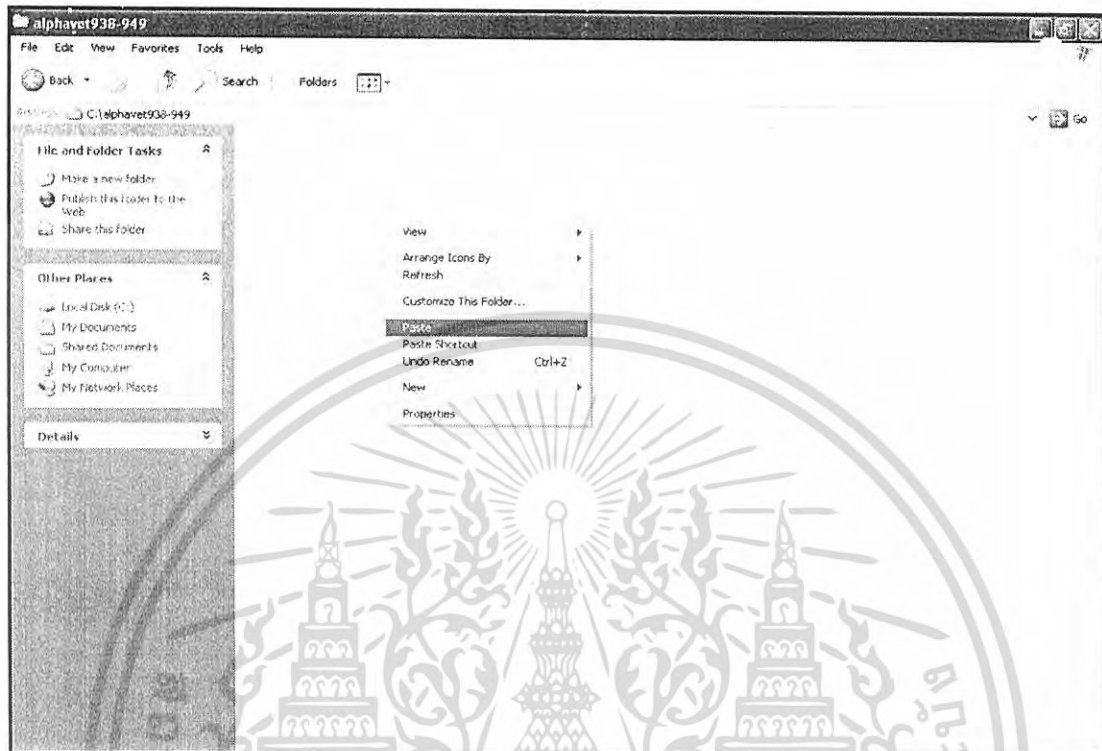 alphavet938-949
File Edit View Favorites Tools Help
Back Search Folders
Address C:\alphavet938-949 Go
File and Folder Tasks
Make a new folder
Publish this folder to the
Web
Share this folder
Other Places
Local Disk (C:)
My Documents
Shared Documents
My Computer
My Network Places
Details
View
Arrange Icons By
Refresh
Customize This Folder...
Paste
Paste Shortcut
Undo Rename Ctrl+Z
New
Properties